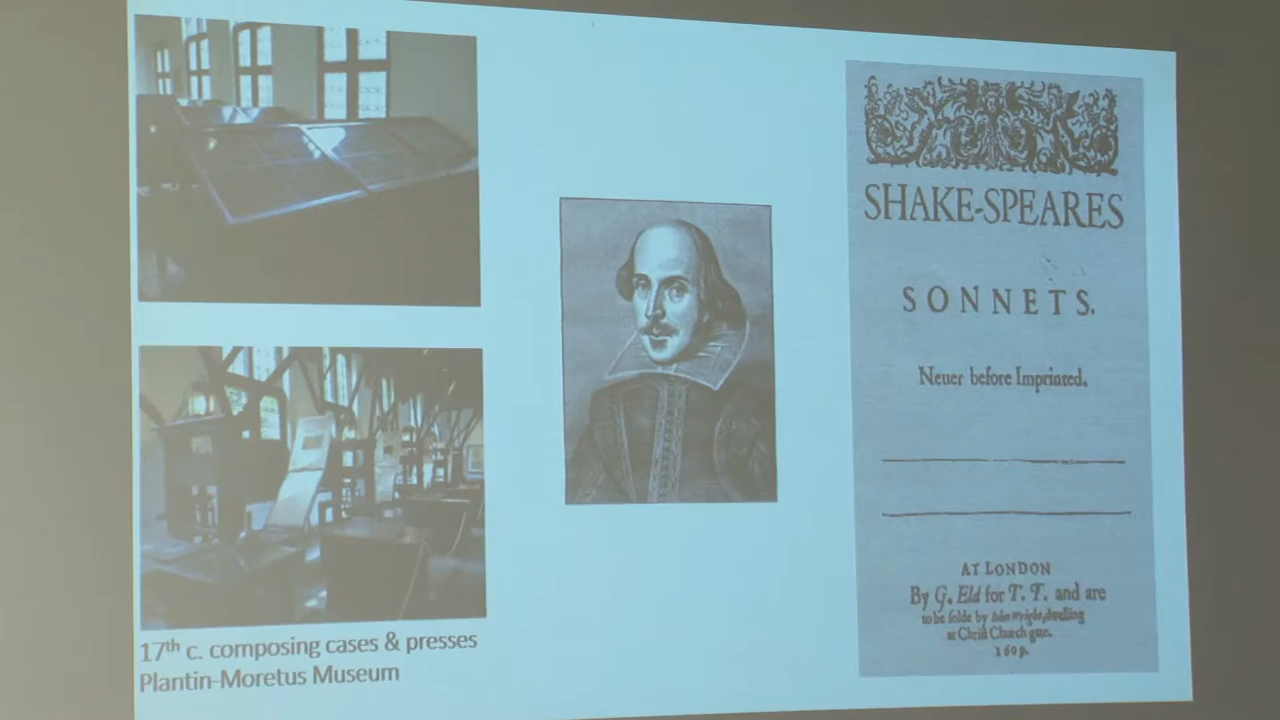 17th c. composing cases & presses
Plantin-Moretus Museum
SHAKE-SPEARES
SONNETS.
Neuer before Imprinted.
AT LONDON
By G. Eld for T. T. and are
to be solde by Iohn Wright, dwelling
at Christ Church gate.
1609.